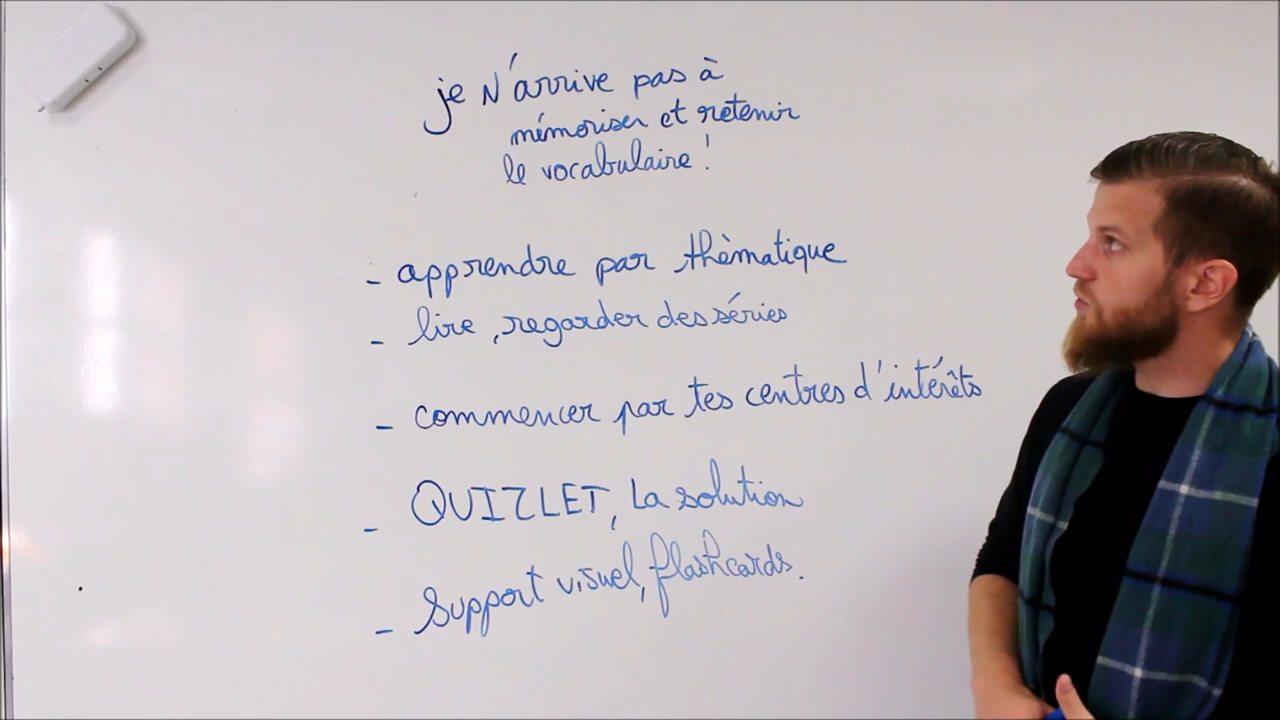 je N'arrive pas à
mémoriser et retenir
le vocabulaire !
- apprendre par thèmatique
- lire, regarder des séries
- commencer par tes centres d'intérêts
- QUIZLET, la solution
- Support visuel, flashcards.